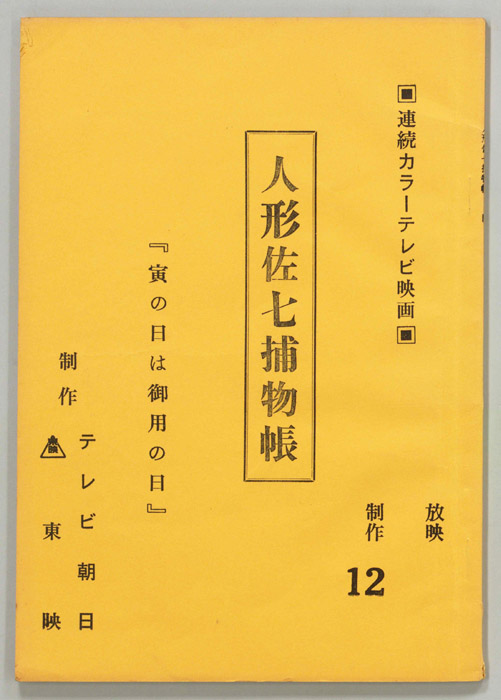 ■連続カラーテレビ映画■
人形佐七捕物帳
放映
制作 12
『寅の日は御用の日』
制作
テレビ朝日
東映
東映